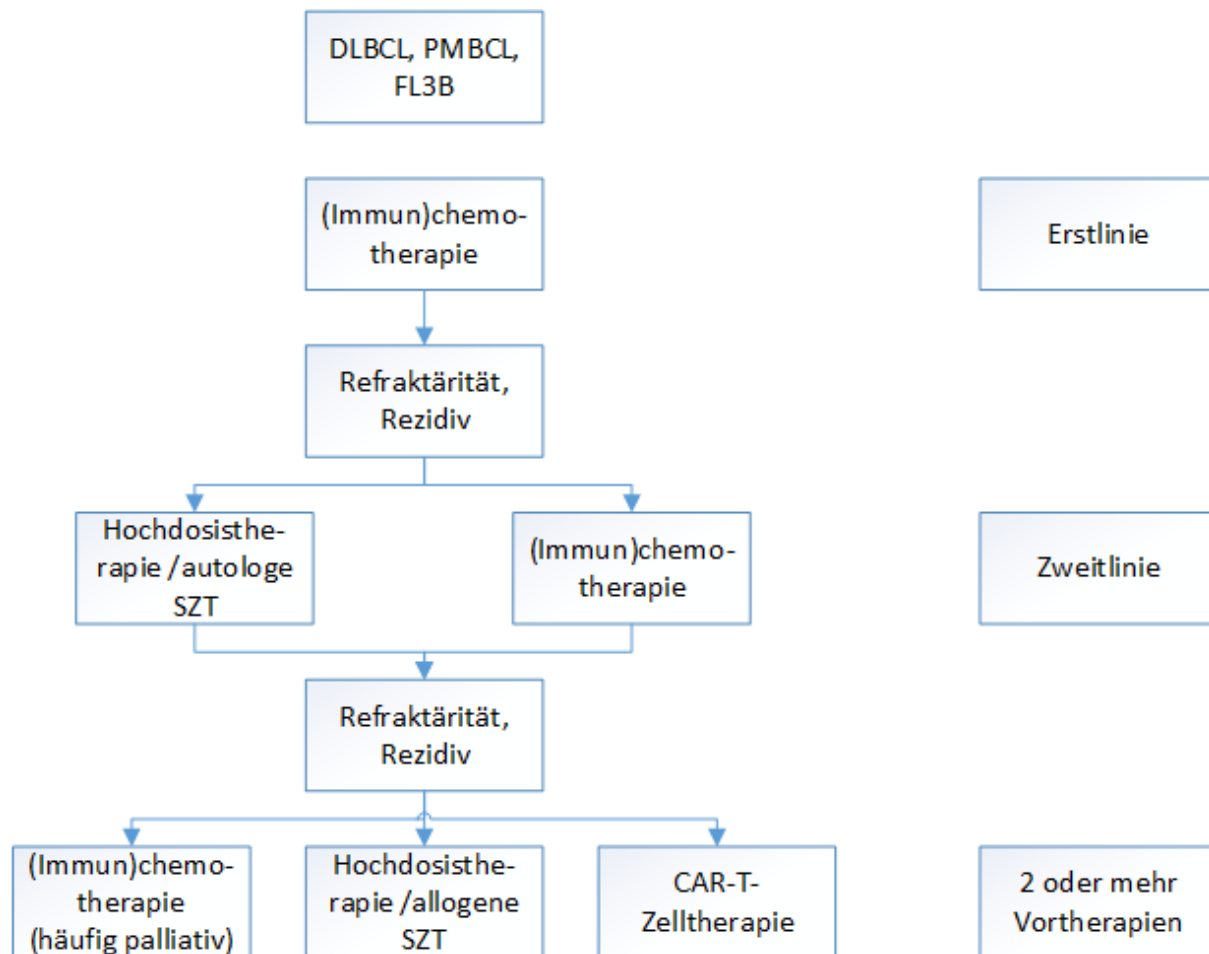 DLBCL, PMBCL,
FL3B
(Immun)chemo-
therapie
Erstlinie
Refraktärität,
Rezidiv
Hochdosisthe-
rapie /autologe
SZT
(Immun)chemo-
therapie
Zweitlinie
Refraktärität,
Rezidiv
(Immun)chemo-
therapie
(häufig palliativ)
Hochdosisthe-
rapie /allogene
SZT
CAR-T-
Zelltherapie
2 oder mehr
Vortherapien